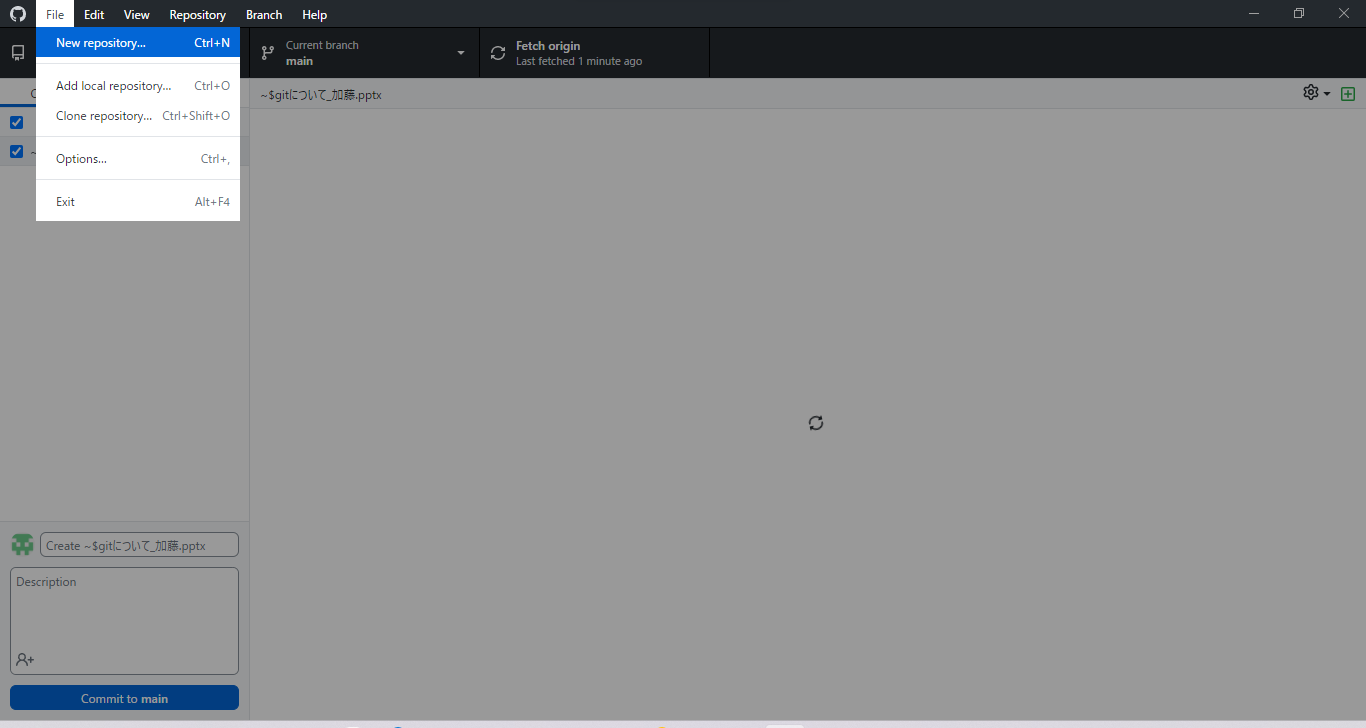 File Edit View Repository Branch Help
New repository... Ctrl+N
Add local repository... Ctrl+O
Clone repository... Ctrl+Shift+O
Options... Ctrl+,
Exit Alt+F4
Current branch
main
Fetch origin
Last fetched 1 minute ago
~$gitについて_加藤.pptx
Create ~$gitについて_加藤.pptx
Description
Commit to main